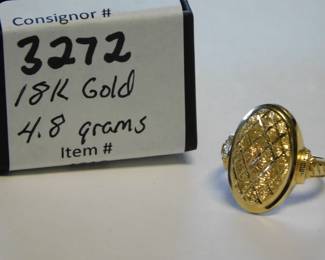 Consignor #
3272
18K Gold
4.8 grams
Item #